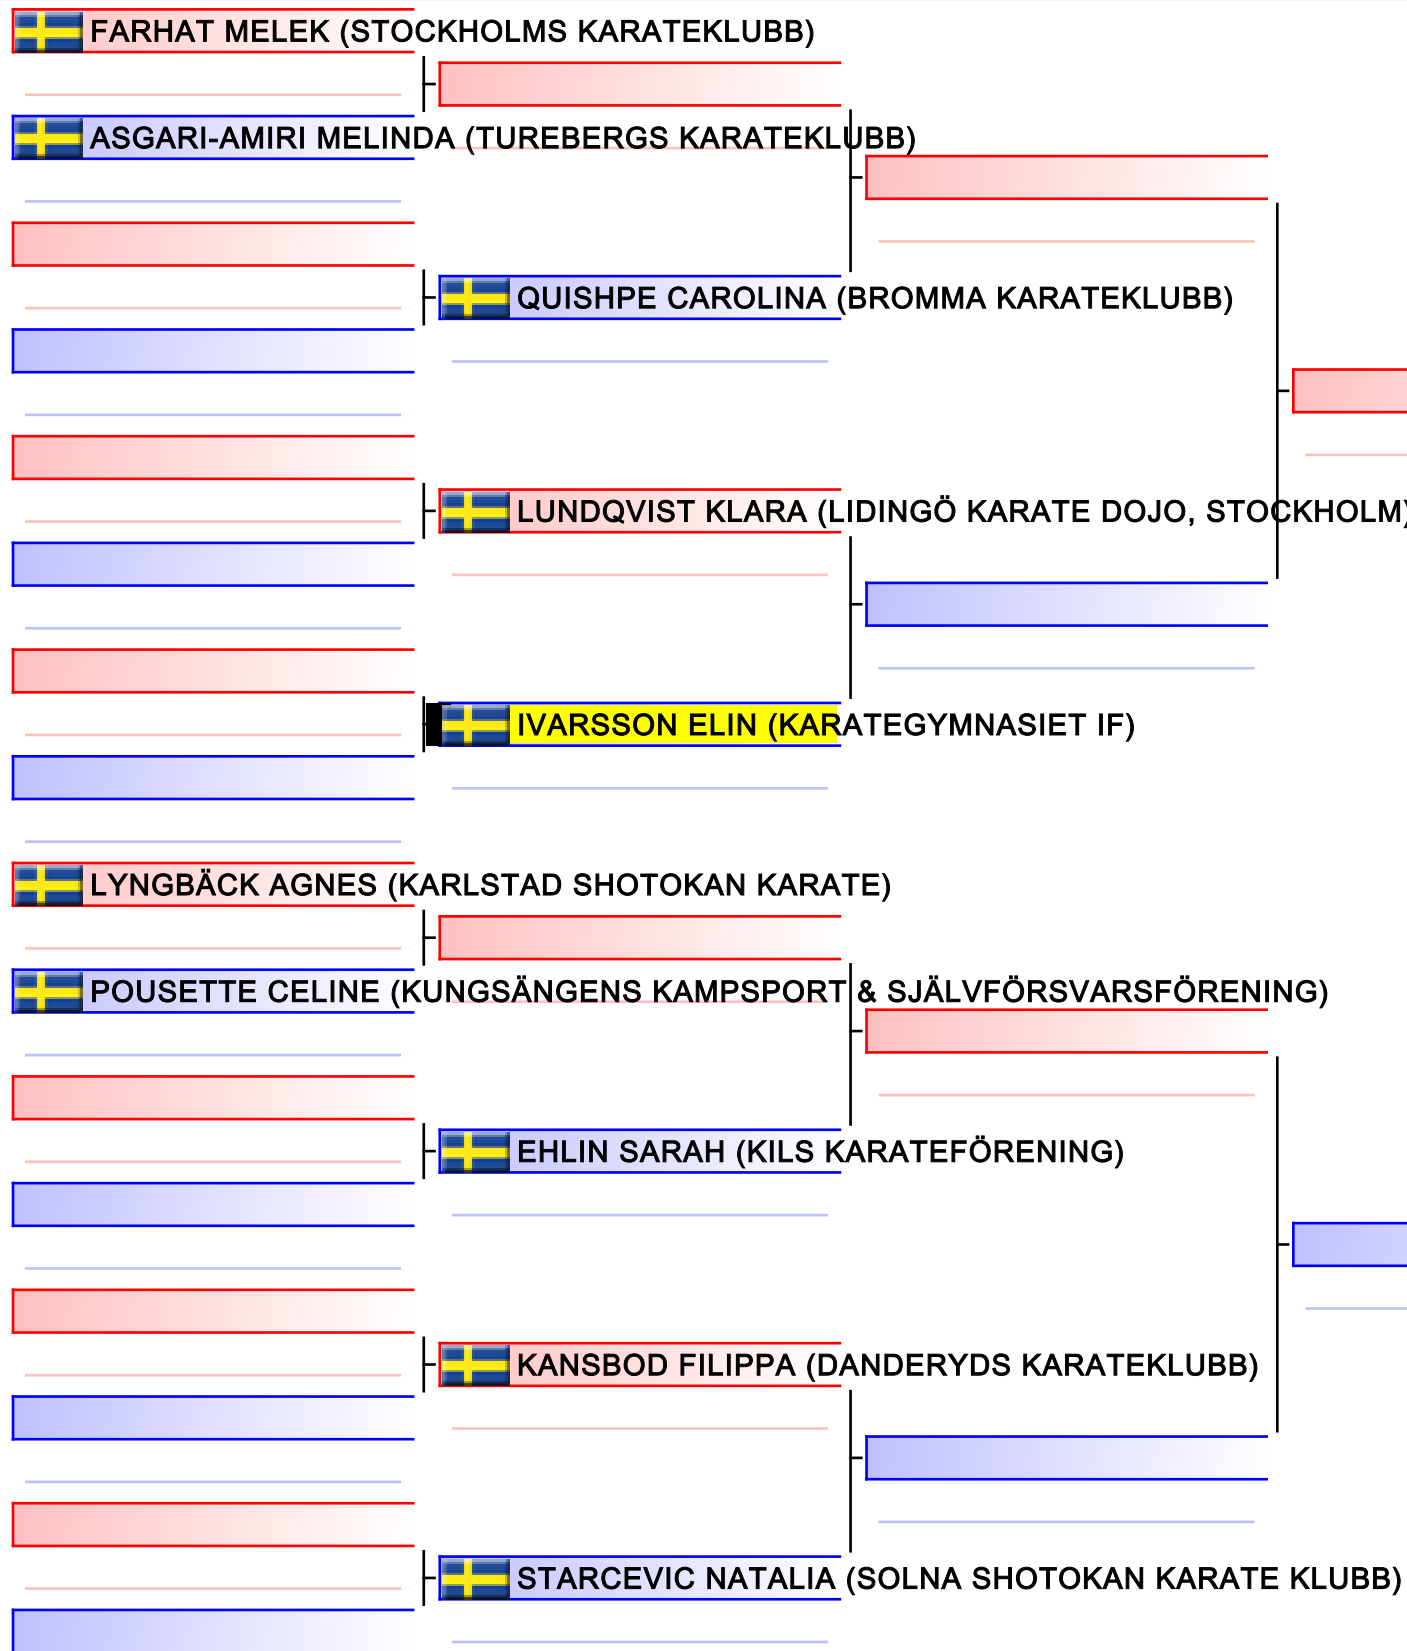 FARHAT MELEK (STOCKHOLMS KARATEKLUBB)
ASGARI-AMIRI MELINDA (TUREBERGS KARATEKLUBB)
QUISHPE CAROLINA (BROMMA KARATEKLUBB)
LUNDQVIST KLARA (LIDINGÖ KARATE DOJO, STOCKHOLM)
IVARSSON ELIN (KARATEGYMNASIET IF)
LYNGBÄCK AGNES (KARLSTAD SHOTOKAN KARATE)
POUSETTE CELINE (KUNGSÄNGENS KAMPSPORT & SJÄLVFÖRSVARSFÖRENING)
EHLIN SARAH (KILS KARATEFÖRENING)
KANSBOD FILIPPA (DANDERYDS KARATEKLUBB)
STARCEVIC NATALIA (SOLNA SHOTOKAN KARATE KLUBB)